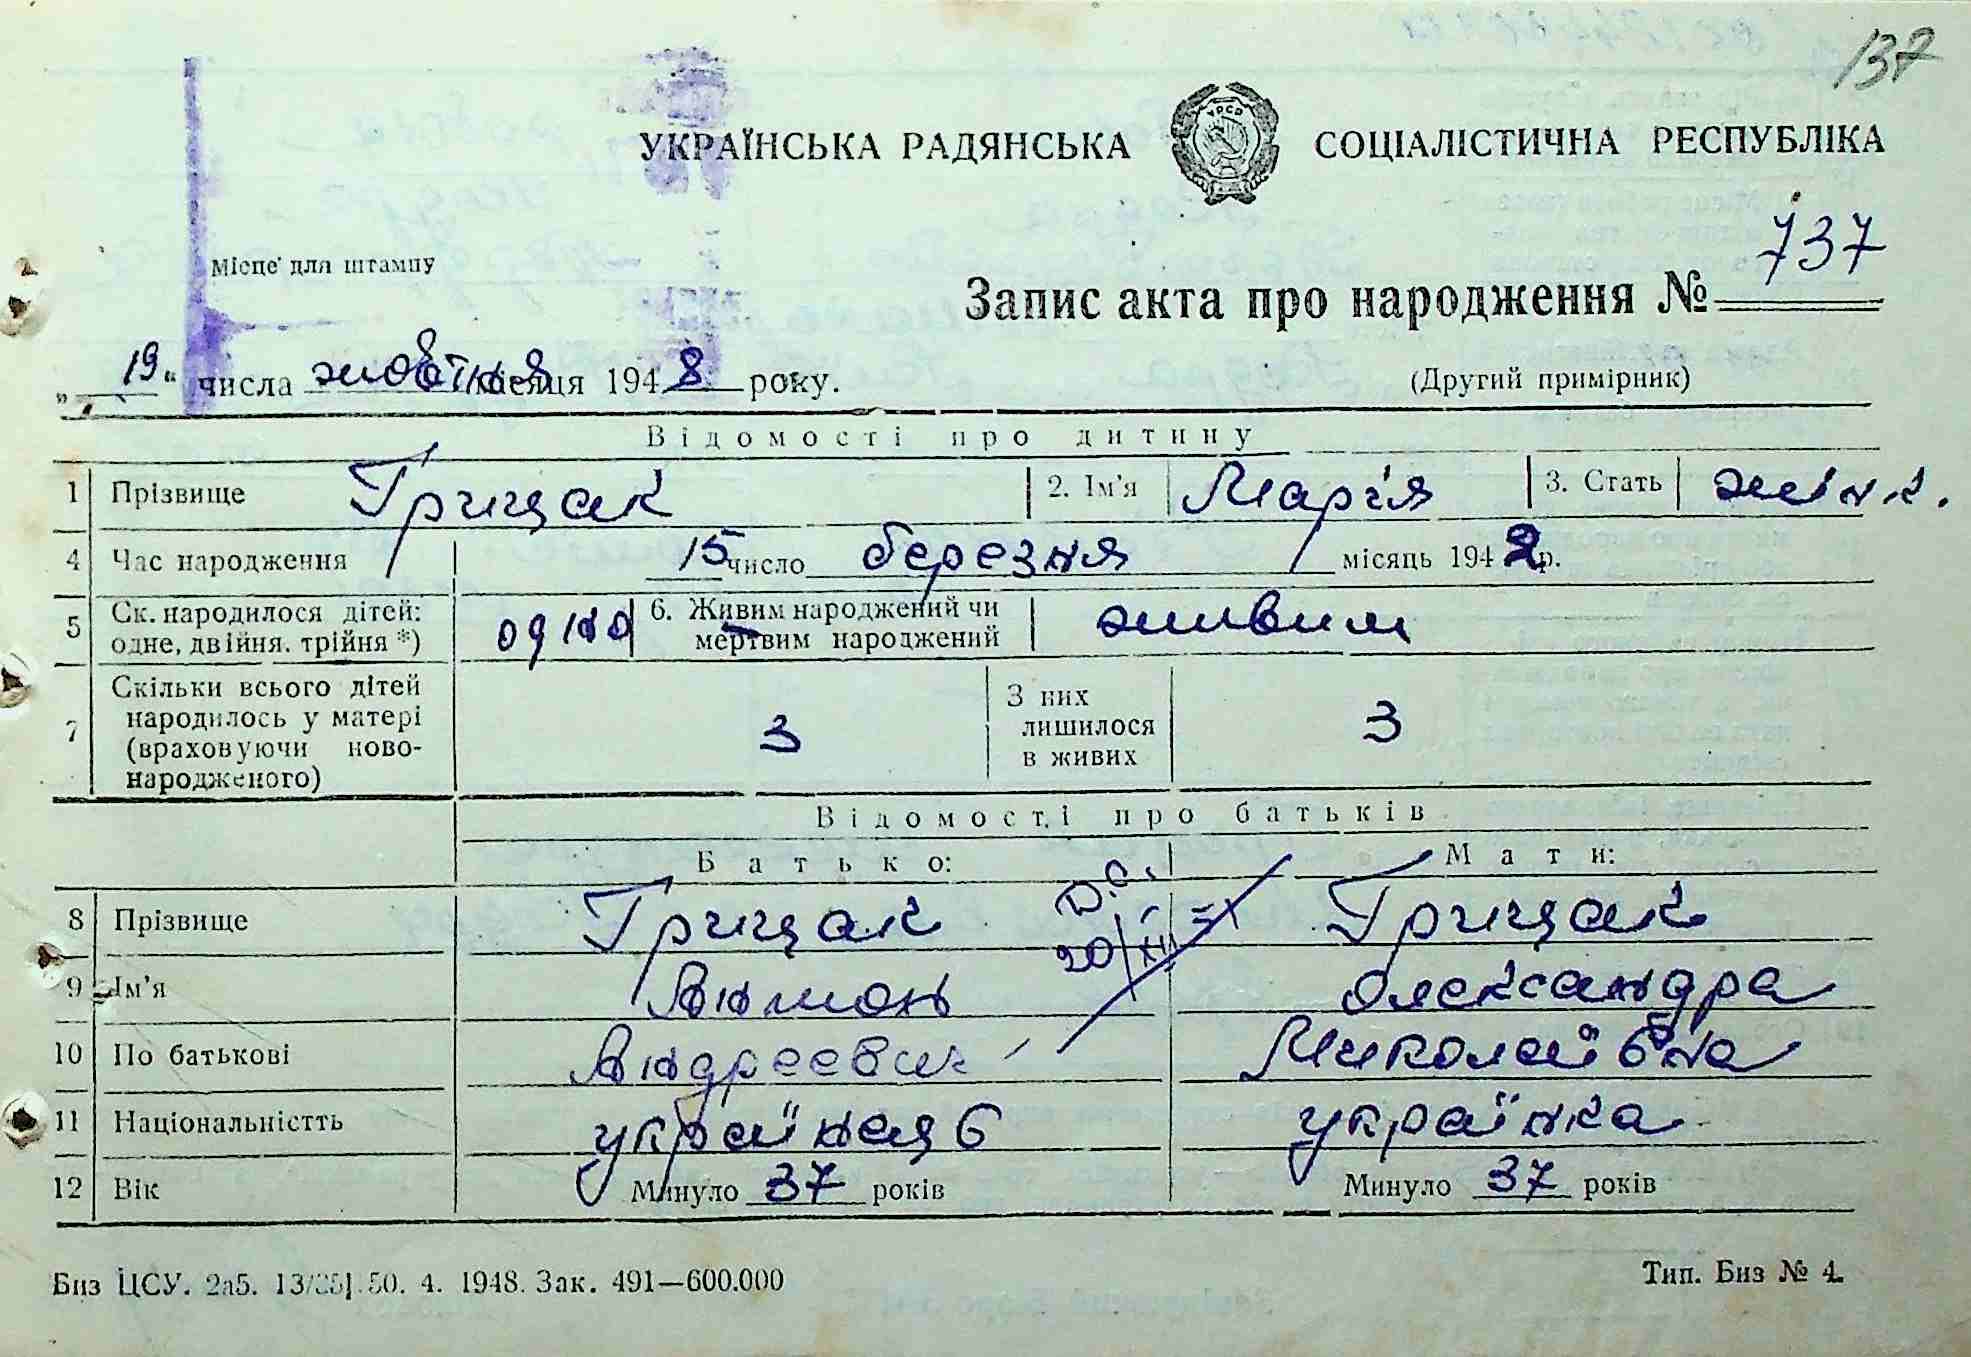 137
УКРАЇНСЬКА РАДЯНСЬКА СОЦІАЛІСТИЧНА РЕСПУБЛІКА
Місце для штампу
Запис акта про народження № 737
„19“ числа жовтня місяця 1948 року.
(Другий примірник)
Відомості про дитину
1 Прізвище Грицак 2. Ім'я Марія 3. Стать жін.
4 Час народження 15 число березня місяць 194 р.
5 Ск. народилося дітей: одне, двійня. трійня *) одно 6. Живим народжений чи мертвим народжений живим
7 Скільки всього дітей народилось у матері (враховуючи новонародженого) 3 З них лишилося в живих 3
Відомості про батьків
Батько: Мати:
8 Прізвище Грицак Грицак
9 Ім'я Антон Олександра
10 По батькові Андреевич Миколаївна
11 Національністть українець українка
12 Вік Минуло 37 років Минуло 37 років
Биз ЦСУ. 2а5. 50. 4. 1948. Зак. 491—600.000
Тип. Биз № 4.